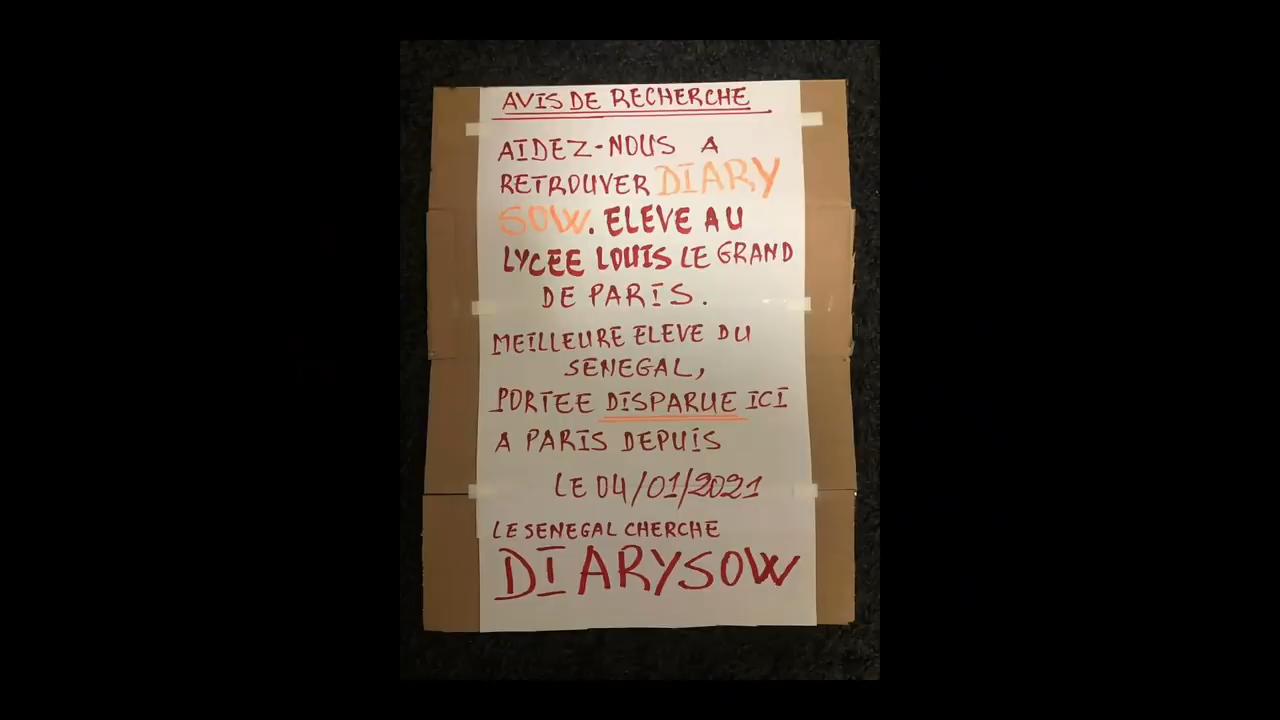 AVIS DE RECHERCHE
AIDEZ-NOUS A
RETROUVER DIARY
SOW. ELEVE AU
LYCEE LOUIS LE GRAND
DE PARIS.
MEILLEURE ELEVE DU
SENEGAL,
PORTEE DISPARUE ICI
A PARIS DEPUIS
LE 04/01/2021
LE SENEGAL CHERCHE
DIARYSOW